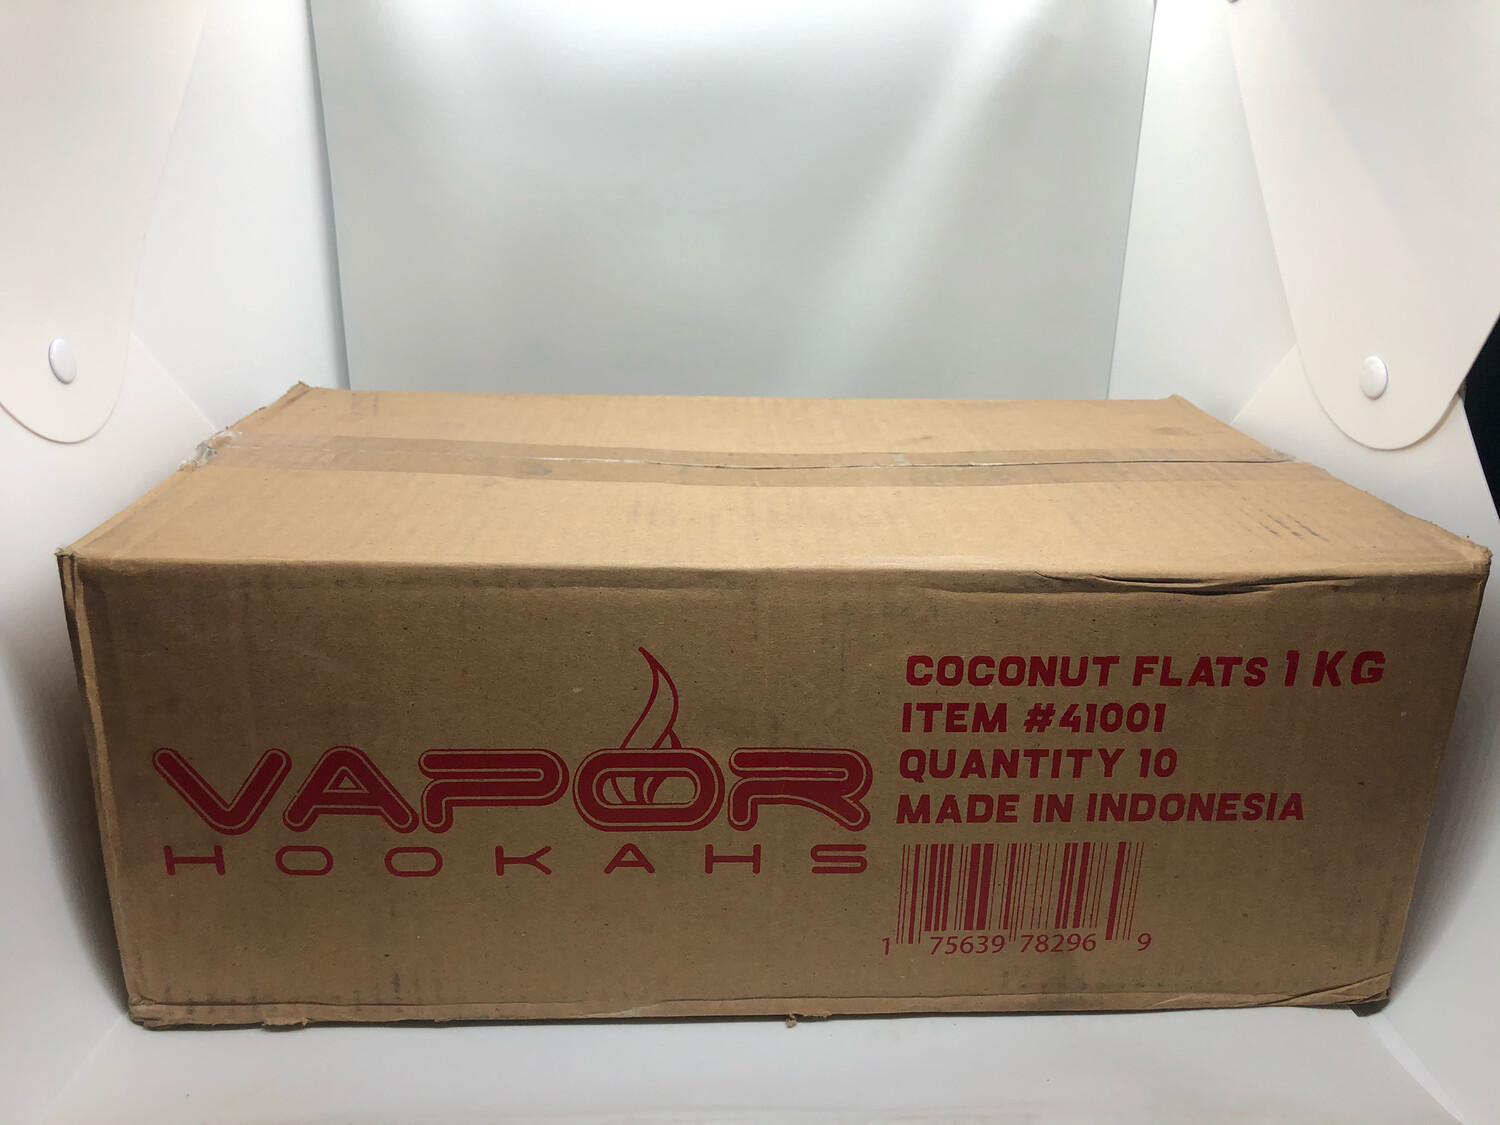 VAPOR
HOOKAHS
COCONUT FLATS 1 KG
ITEM #41001
QUANTITY 10
MADE IN INDONESIA
1 75639 78296 9